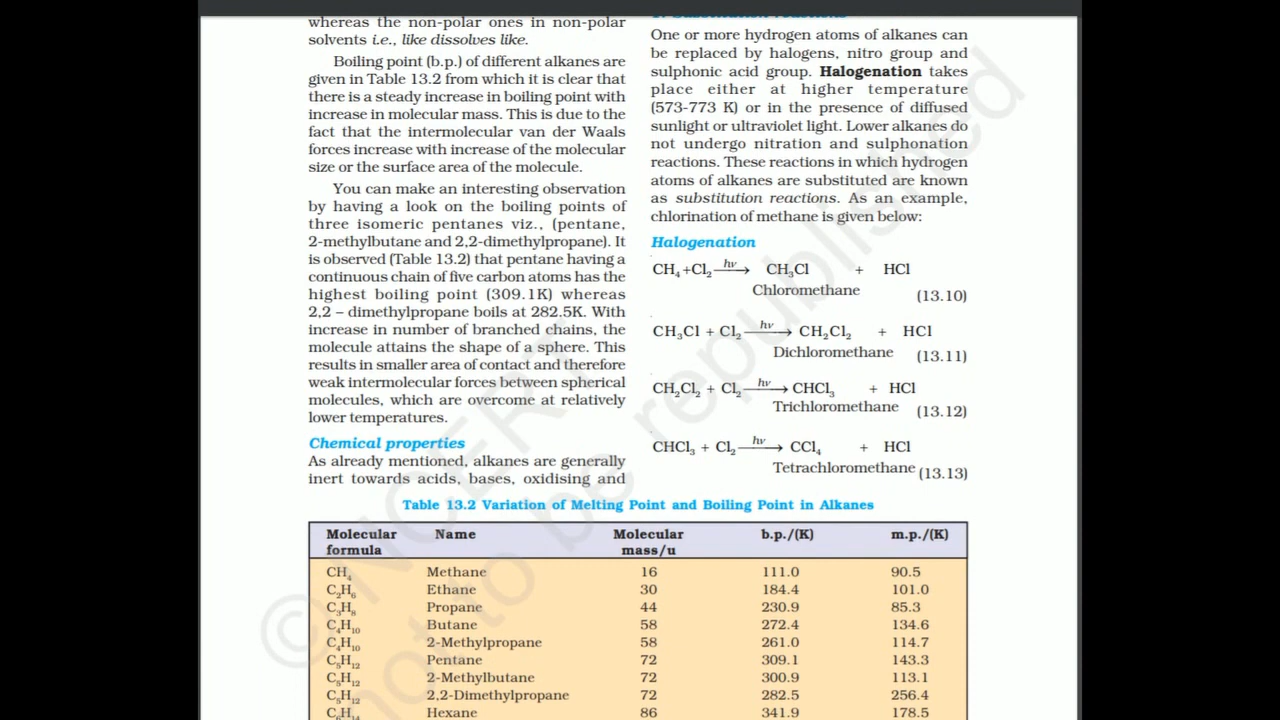 whereas the non-polar ones in non-polar
solvents i.e., like dissolves like.
Boiling point (b.p.) of different alkanes are
given in Table 13.2 from which it is clear that
there is a steady increase in boiling point with
increase in molecular mass. This is due to the
fact that the intermolecular van der Waals
forces increase with increase of the molecular
size or the surface area of the molecule.
You can make an interesting observation
by having a look on the boiling points of
three isomeric pentanes viz., (pentane,
2-methylbutane and 2,2-dimethylpropane). It
is observed (Table 13.2) that pentane having a
continuous chain of five carbon atoms has the
highest boiling point (309.1K) whereas
2,2 – dimethylpropane boils at 282.5K. With
increase in number of branched chains, the
molecule attains the shape of a sphere. This
results in smaller area of contact and therefore
weak intermolecular forces between spherical
molecules, which are overcome at relatively
lower temperatures.
Chemical properties
As already mentioned, alkanes are generally
inert towards acids, bases, oxidising and
One or more hydrogen atoms of alkanes can
be replaced by halogens, nitro group and
sulphonic acid group. Halogenation takes
place either at higher temperature
(573-773 K) or in the presence of diffused
sunlight or ultraviolet light. Lower alkanes do
not undergo nitration and sulphonation
reactions. These reactions in which hydrogen
atoms of alkanes are substituted are known
as substitution reactions. As an example,
chlorination of methane is given below:
Halogenation
CH₄ +Cl₂ —hν→ CH₃Cl + HCl
Chloromethane (13.10)
CH₃Cl + Cl₂ —hν→ CH₂Cl₂ + HCl
Dichloromethane (13.11)
CH₂Cl₂ + Cl₂ —hν→ CHCl₃ + HCl
Trichloromethane (13.12)
CHCl₃ + Cl₂ —hν→ CCl₄ + HCl
Tetrachloromethane (13.13)
Table 13.2 Variation of Melting Point and Boiling Point in Alkanes
Molecular formula Name Molecular mass/u b.p./(K) m.p./(K)
CH₄ Methane 16 111.0 90.5
C₂H₆ Ethane 30 184.4 101.0
C₃H₈ Propane 44 230.9 85.3
C₄H₁₀ Butane 58 272.4 134.6
C₄H₁₀ 2-Methylpropane 58 261.0 114.7
C₅H₁₂ Pentane 72 309.1 143.3
C₅H₁₂ 2-Methylbutane 72 300.9 113.1
C₅H₁₂ 2,2-Dimethylpropane 72 282.5 256.4
C₆H₁₄ Hexane 86 341.9 178.5
© NCERT
not to be republished